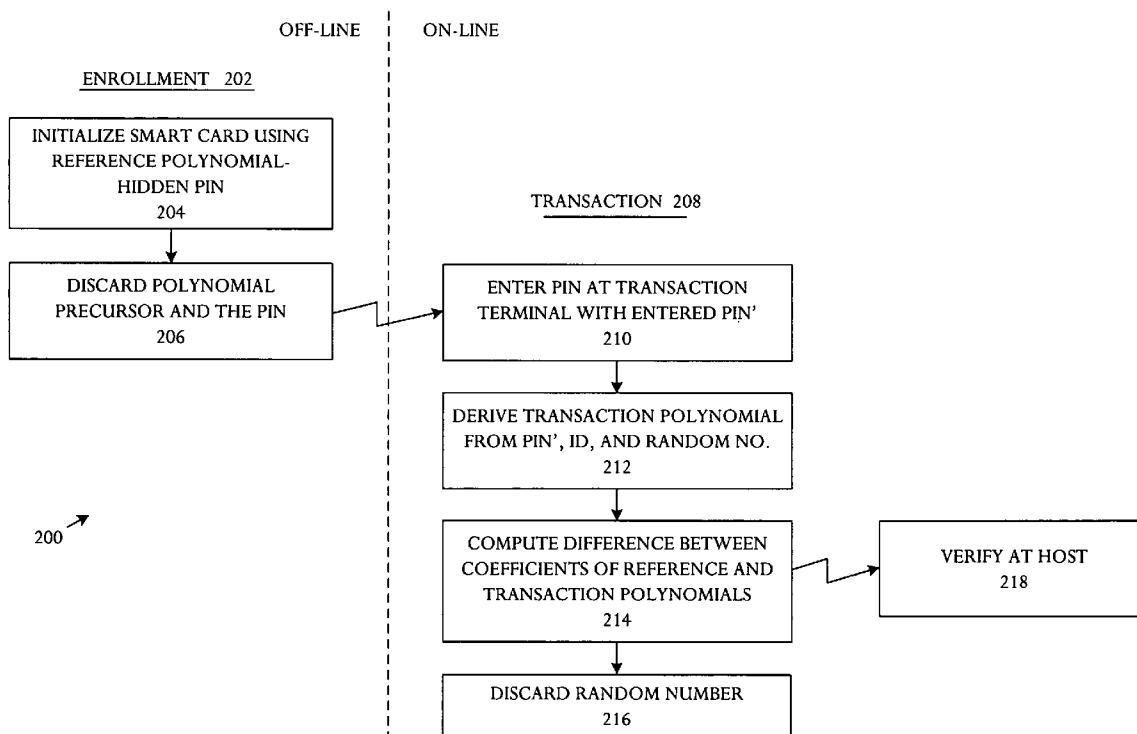 OFF-LINE
ON-LINE
ENROLLMENT 202
INITIALIZE SMART CARD USING
REFERENCE POLYNOMIAL-
HIDDEN PIN
204
DISCARD POLYNOMIAL
PRECURSOR AND THE PIN
206
TRANSACTION 208
ENTER PIN AT TRANSACTION
TERMINAL WITH ENTERED PIN'
210
DERIVE TRANSACTION POLYNOMIAL
FROM PIN', ID, AND RANDOM NO.
212
200
COMPUTE DIFFERENCE BETWEEN
COEFFICIENTS OF REFERENCE AND
TRANSACTION POLYNOMIALS
214
VERIFY AT HOST
218
DISCARD RANDOM NUMBER
216